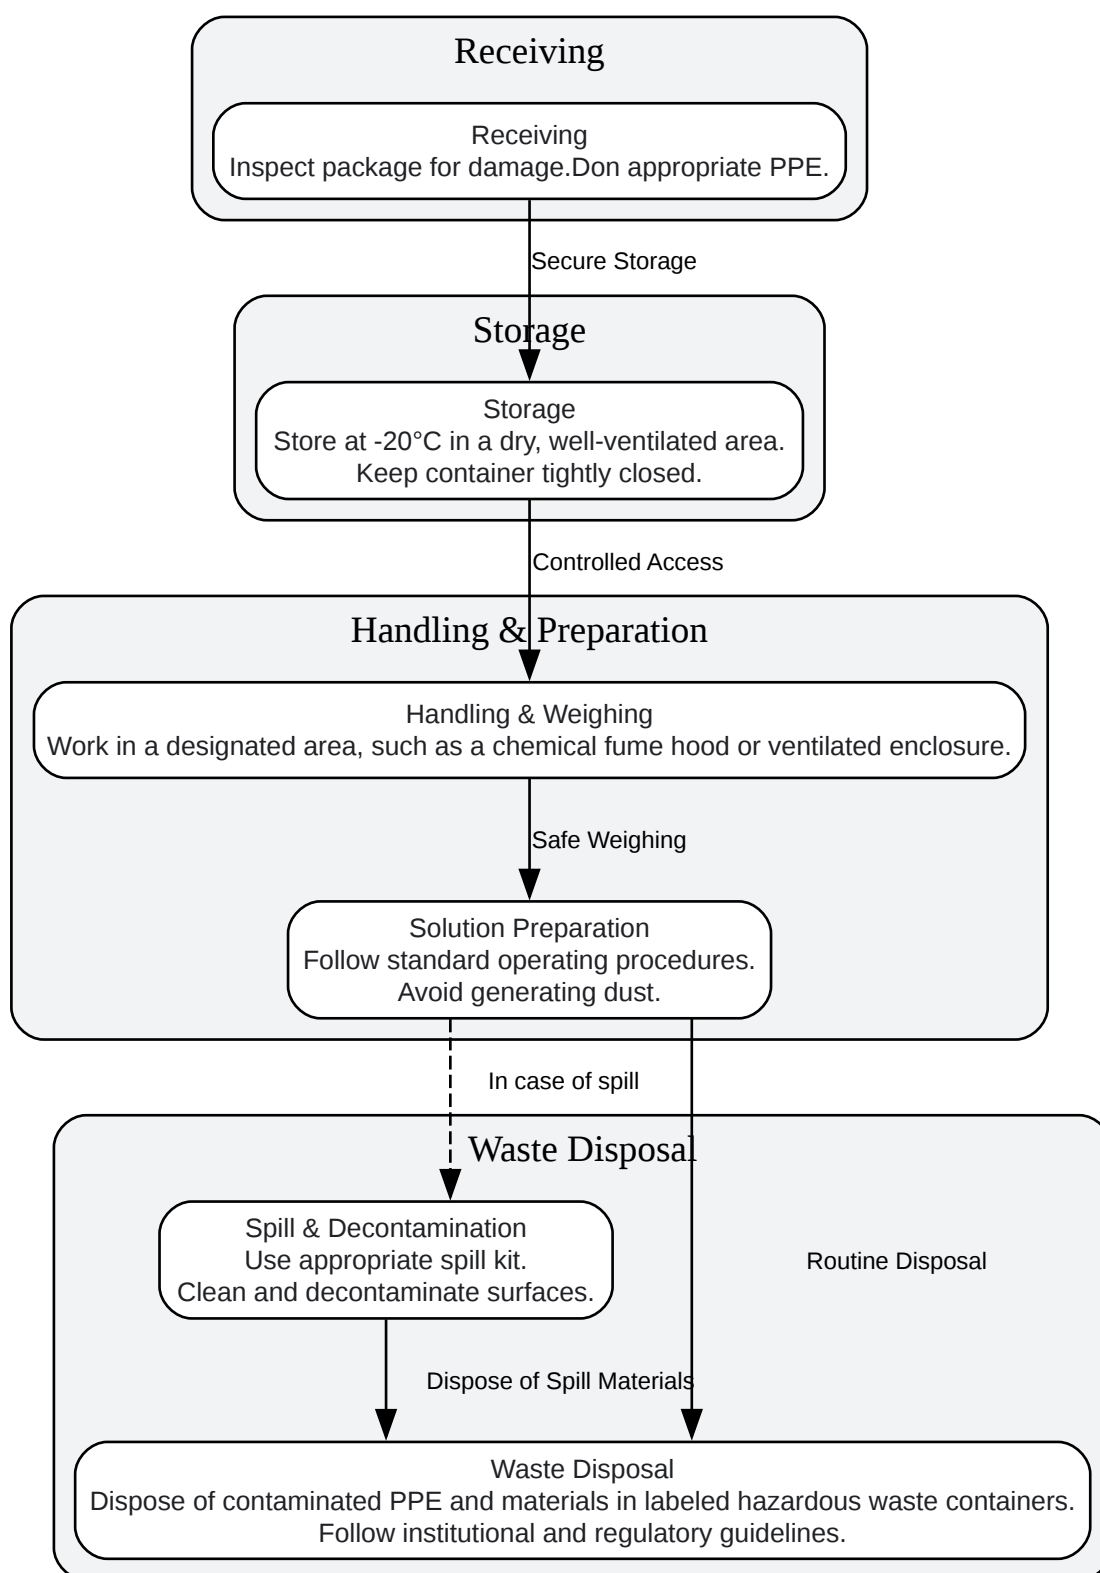 Receiving
Receiving
Inspect package for damage.Don appropriate PPE.
Secure Storage
Storage
Storage
Store at -20°C in a dry, well-ventilated area.
Keep container tightly closed.
Controlled Access
Handling & Preparation
Handling & Weighing
Work in a designated area, such as a chemical fume hood or ventilated enclosure.
Safe Weighing
Solution Preparation
Follow standard operating procedures.
Avoid generating dust.
In case of spill
Waste Disposal
Spill & Decontamination
Use appropriate spill kit.
Clean and decontaminate surfaces.
Routine Disposal
Dispose of Spill Materials
Waste Disposal
Dispose of contaminated PPE and materials in labeled hazardous waste containers.
Follow institutional and regulatory guidelines.